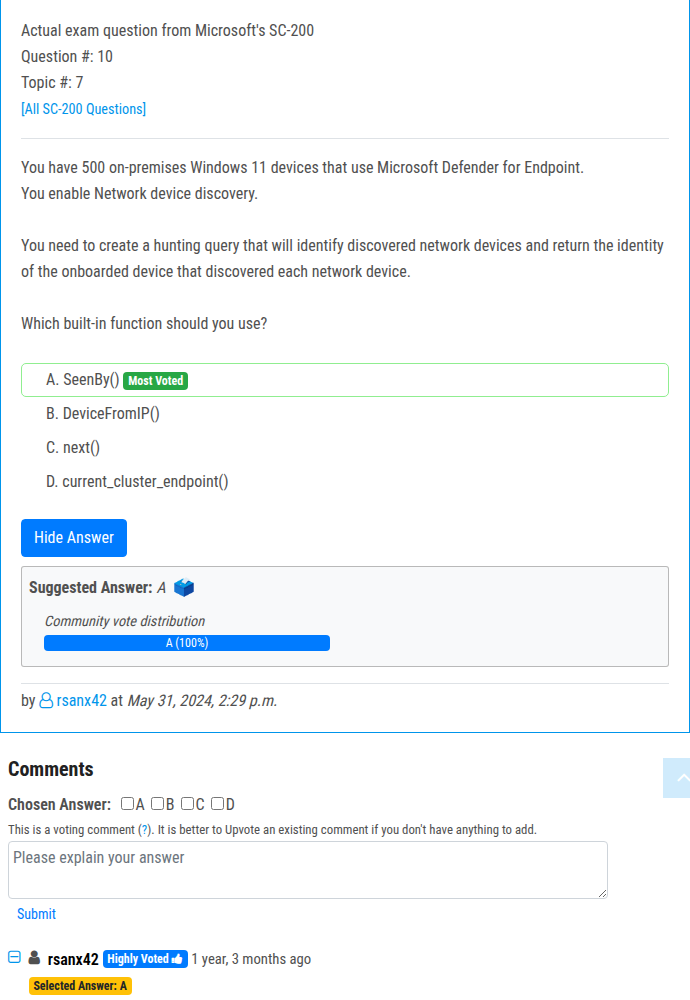 Actual exam question from Microsoft's SC-200
Question #: 10
Topic #: 7
[All SC-200 Questions]
You have 500 on-premises Windows 11 devices that use Microsoft Defender for Endpoint.
You enable Network device discovery.
You need to create a hunting query that will identify discovered network devices and return the identity
of the onboarded device that discovered each network device.
Which built-in function should you use?
A. SeenBy() Most Voted
B. DeviceFromIP()
C. next()
D. current_cluster_endpoint()
Hide Answer
Suggested Answer: A
Community vote distribution
A (100%)
by rsanx42 at May 31, 2024, 2:29 p.m.
Comments
Chosen Answer: A B C D
This is a voting comment (?). It is better to Upvote an existing comment if you don't have anything to add.
Please explain your answer
Submit
rsanx42 Highly Voted 1 year, 3 months ago
Selected Answer: A